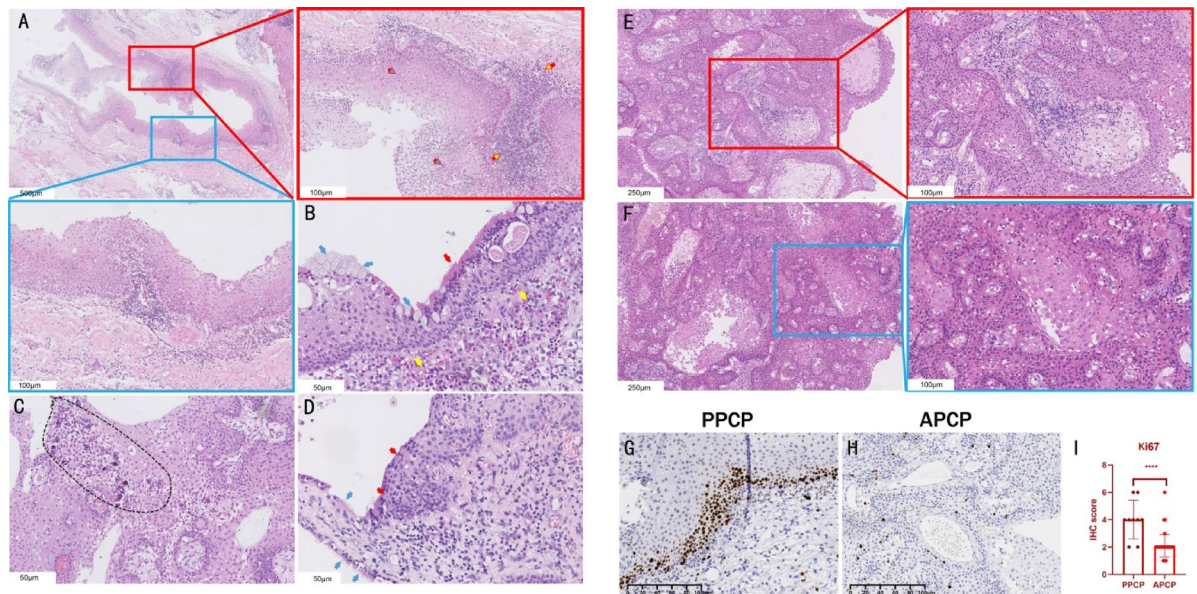 A
500μm
100μm
100μm
B
50μm
C
50μm
D
50μm
E
250μm
100μm
F
250μm
100μm
PPCP
APCP
G
H
I
Ki67
****
IHC score
8
6
4
2
0
PPCP
APCP